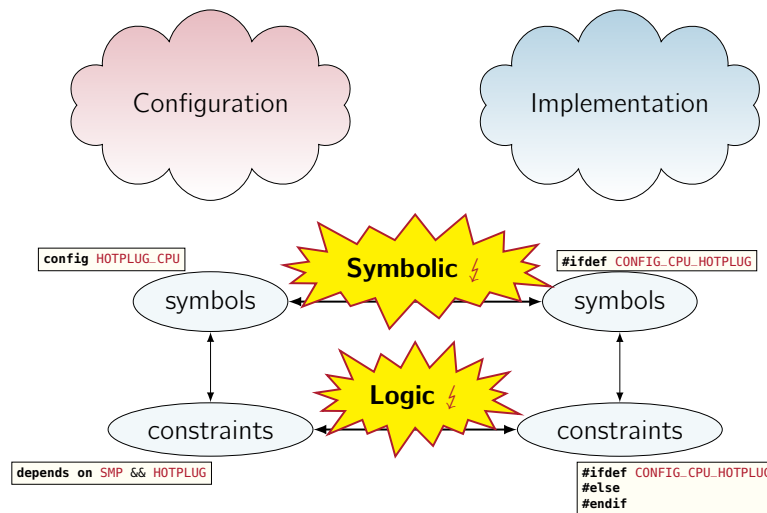 Configuration
Implementation
config HOTPLUG_CPU
Symbolic
#ifdef CONFIG_CPU_HOTPLUG
symbols
symbols
Logic
constraints
constraints
depends on SMP && HOTPLUG
#ifdef CONFIG_CPU_HOTPLUG
#else
#endif